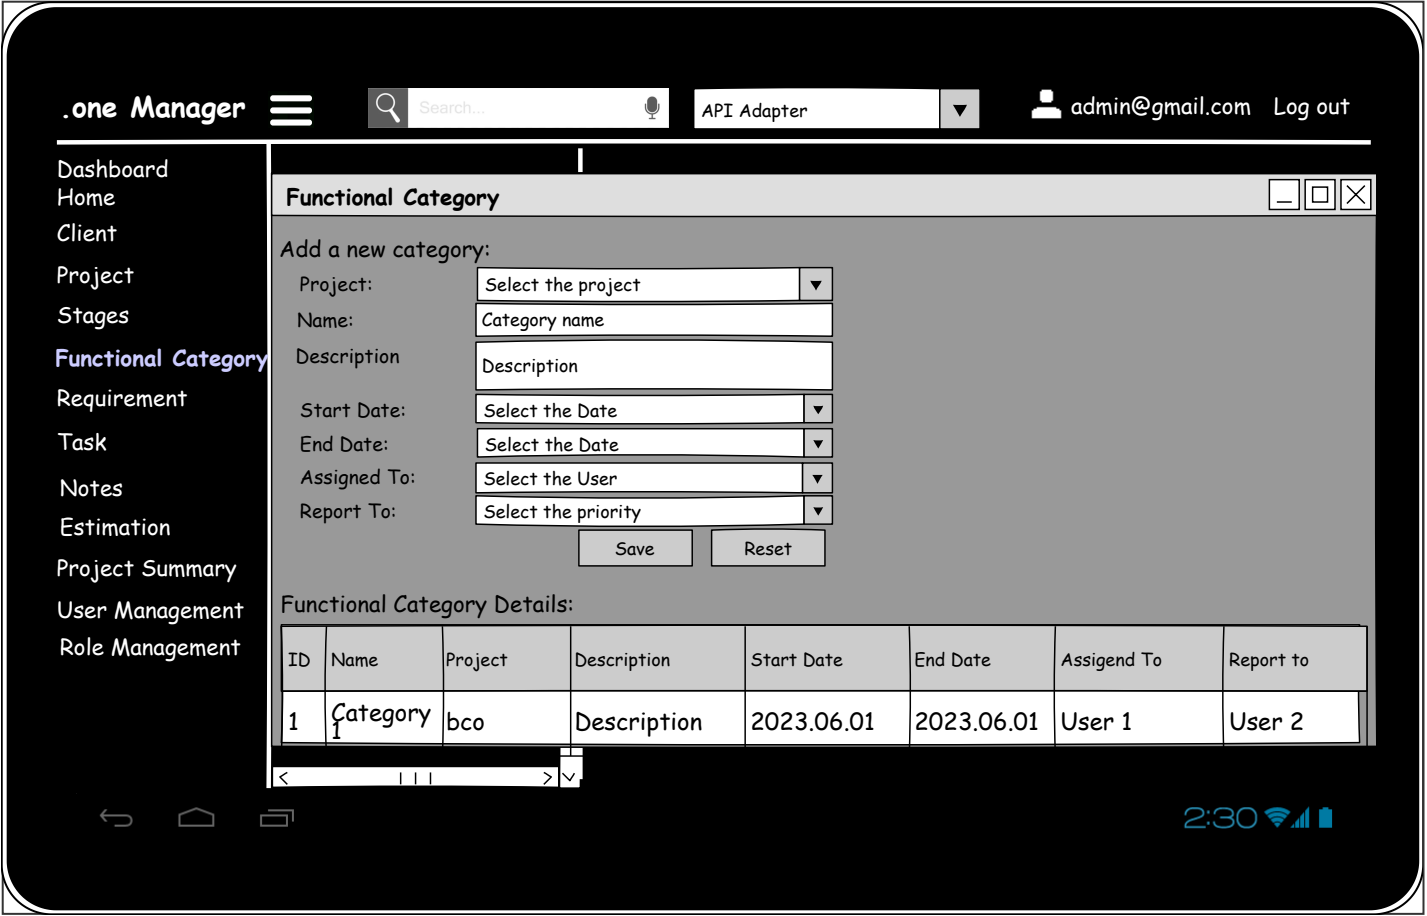 .one Manager
Search...
API Adapter
admin@gmail.com
Log out
Dashboard
Home
Client
Project
Stages
Functional Category
Requirement
Task
Notes
Estimation
Project Summary
User Management
Role Management
Functional Category
Add a new category:
Project: Select the project
Name: Category name
Description Description
Start Date: Select the Date
End Date: Select the Date
Assigned To: Select the User
Report To: Select the priority
Save Reset
Functional Category Details:
ID Name Project Description Start Date End Date Assigend To Report to
1 Category 1 bco Description 2023.06.01 2023.06.01 User 1 User 2
2:30